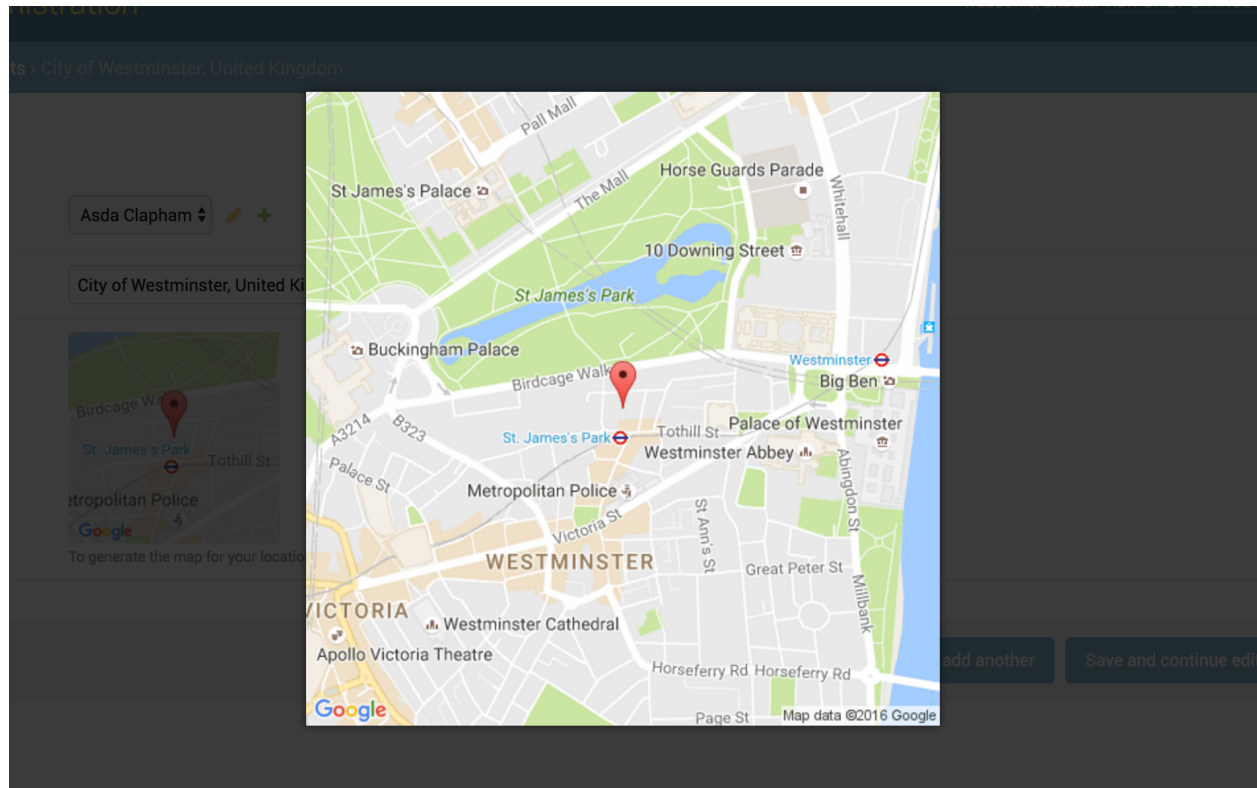 ts › City of Westminster, United Kingdom
Asda Clapham
City of Westminster, United Ki
Birdcage Wa
St. James's Park
Tothill St
etropolitan Police
Google
To generate the map for your locatio
Pall Mall
St James's Palace
The Mall
Horse Guards Parade
Whitehall
10 Downing Street
St James's Park
Buckingham Palace
Westminster
Birdcage Walk
Big Ben
A3214
B323
St. James's Park
Tothill St
Palace of Westminster
Westminster Abbey
Palace St
Abingdon St
Metropolitan Police
St Ann's St
Victoria St
WESTMINSTER
Great Peter St
Millbank
VICTORIA
Westminster Cathedral
Apollo Victoria Theatre
Horseferry Rd Horseferry Rd
Google
Page St
Map data ©2016 Google
add another
Save and continue edi